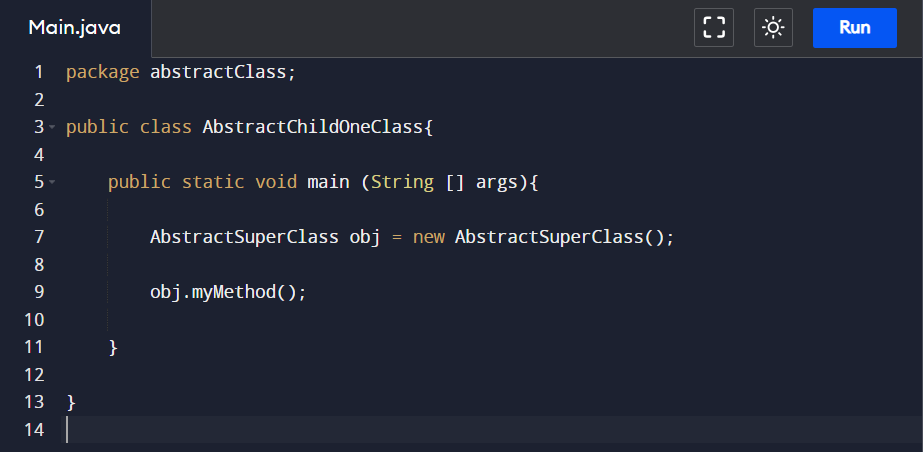 Main.java
Run
1 package abstractClass;
2
3 public class AbstractChildOneClass{
4
5 public static void main (String [] args){
6
7 AbstractSuperClass obj = new AbstractSuperClass();
8
9 obj.myMethod();
10
11 }
12
13 }
14